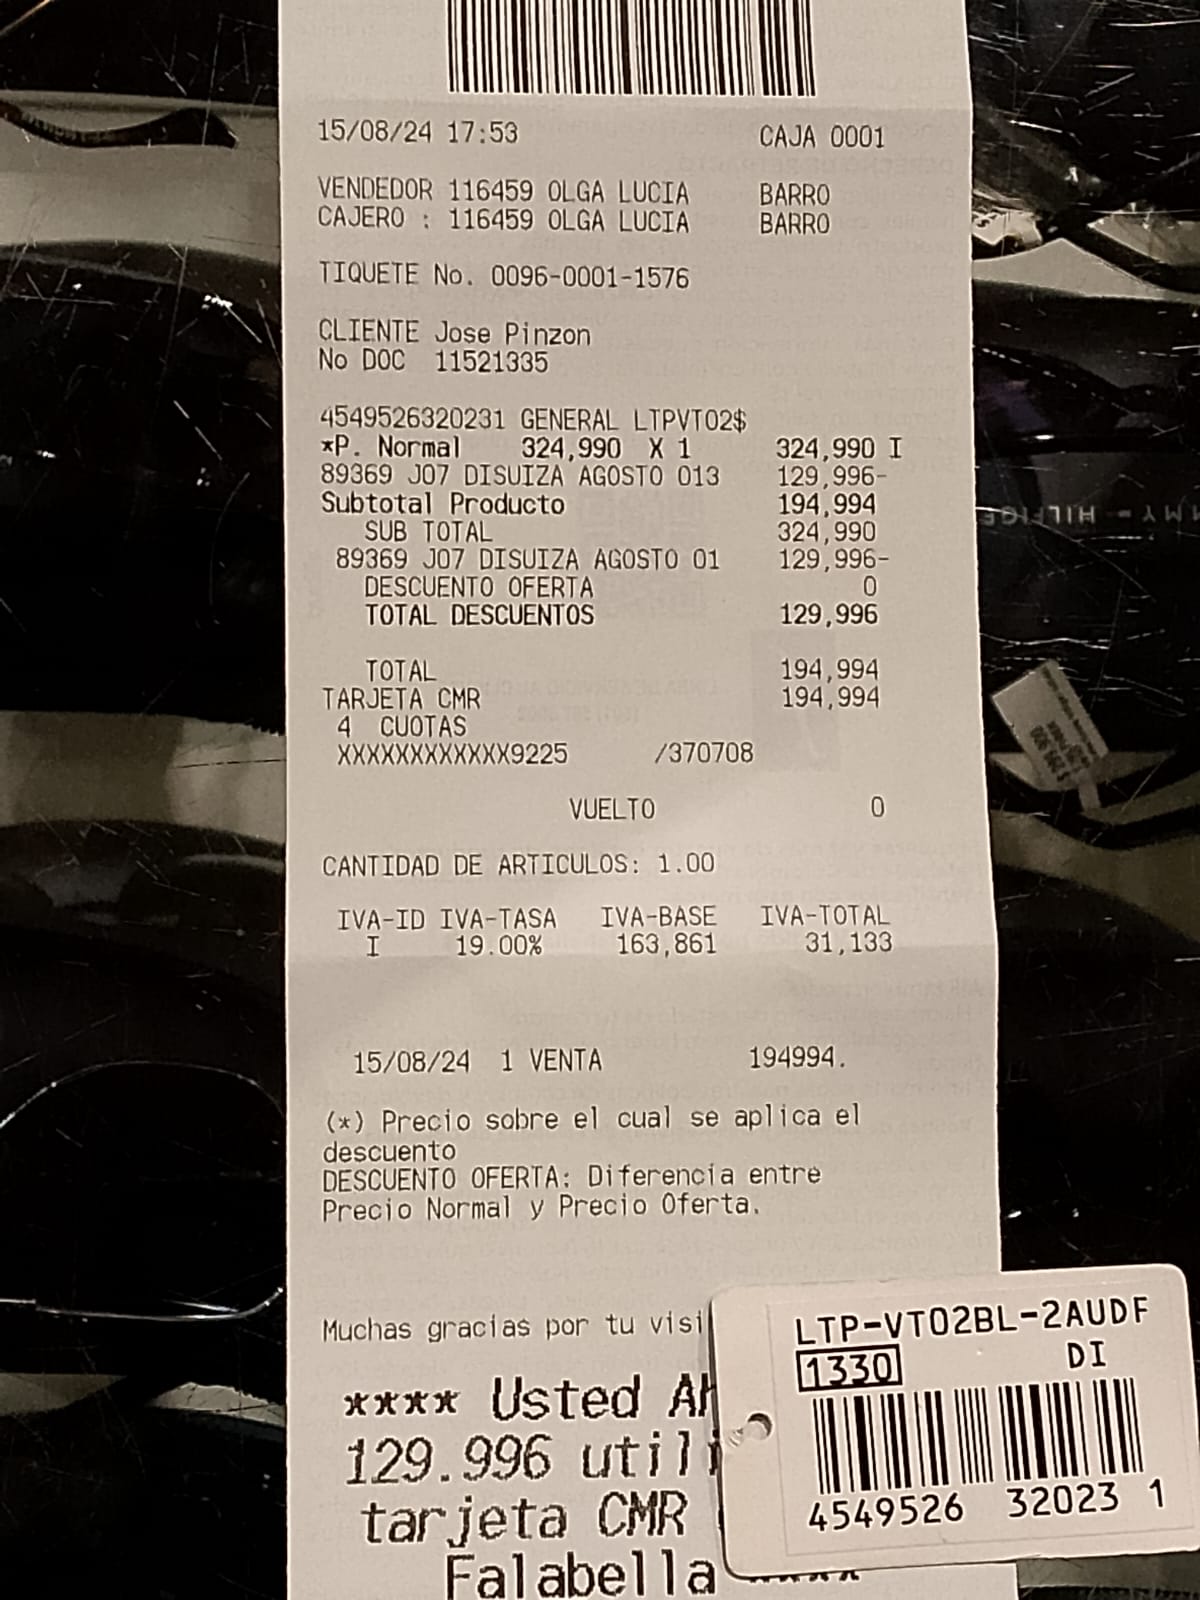 15/08/24 17:53 CAJA 0001
VENDEDOR 116459 OLGA LUCIA BARRO
CAJERO : 116459 OLGA LUCIA BARRO
TIQUETE No. 0096-0001-1576
CLIENTE Jose Pinzon
No DOC 11521335
4549526320231 GENERAL LTPVT02$
*P. Normal 324,990 X 1 324,990 I
89369 J07 DISUIZA AGOSTO 013 129,996-
Subtotal Producto 194,994
SUB TOTAL 324,990
89369 J07 DISUIZA AGOSTO 01 129,996-
DESCUENTO OFERTA 0
TOTAL DESCUENTOS 129,996
TOTAL 194,994
TARJETA CMR 194,994
4 CUOTAS
XXXXXXXXXXXX9225 /370708
VUELTO 0
CANTIDAD DE ARTICULOS: 1.00
IVA-ID IVA-TASA IVA-BASE IVA-TOTAL
I 19.00% 163,861 31,133
15/08/24 1 VENTA 194994.
(*) Precio sobre el cual se aplica el
descuento
DESCUENTO OFERTA: Diferencia entre
Precio Normal y Precio Oferta.
Muchas gracias por tu visi
**** Usted Ah
129.996 utili
tarjeta CMR
Falabella ****
LTP-VT02BL-2AUDF
1330 DI
4549526 32023 1